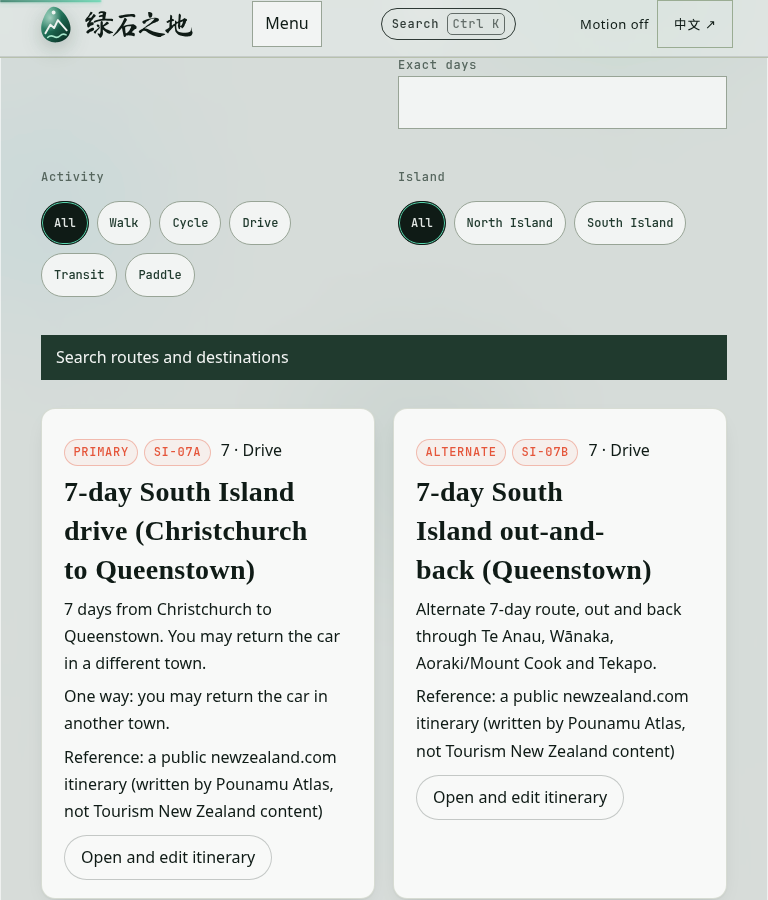 绿石之地
Menu
Search Ctrl K
Motion off
中文 ↗
Exact days
Activity
All Walk Cycle Drive
Transit Paddle
Island
All North Island South Island
Search routes and destinations
PRIMARY SI-07A 7 · Drive
7-day South Island
drive (Christchurch
to Queenstown)
7 days from Christchurch to
Queenstown. You may return the car
in a different town.
One way: you may return the car in
another town.
Reference: a public newzealand.com
itinerary (written by Pounamu Atlas,
not Tourism New Zealand content)
Open and edit itinerary
ALTERNATE SI-07B 7 · Drive
7-day South
Island out-and-
back (Queenstown)
Alternate 7-day route, out and back
through Te Anau, Wānaka,
Aoraki/Mount Cook and Tekapo.
Reference: a public newzealand.com
itinerary (written by Pounamu Atlas,
not Tourism New Zealand content)
Open and edit itinerary